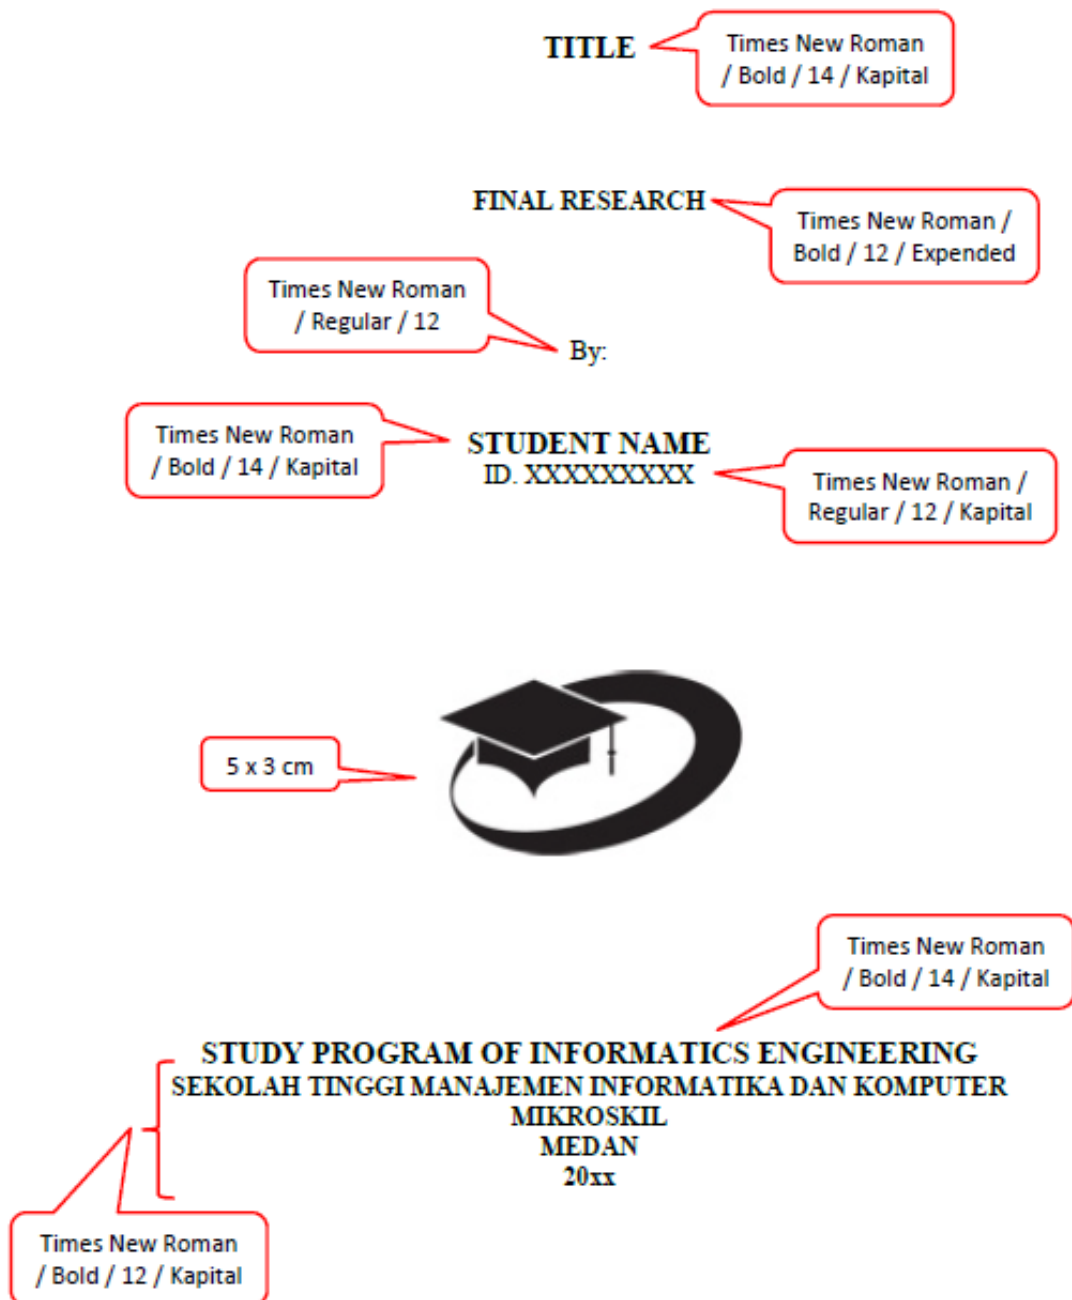 TITLE
Times New Roman
/ Bold / 14 / Kapital
FINAL RESEARCH
Times New Roman /
Bold / 12 / Expended
Times New Roman
/ Regular / 12
By:
Times New Roman
/ Bold / 14 / Kapital
STUDENT NAME
ID. XXXXXXXXX
Times New Roman /
Regular / 12 / Kapital
5 x 3 cm
Times New Roman
/ Bold / 14 / Kapital
STUDY PROGRAM OF INFORMATICS ENGINEERING
SEKOLAH TINGGI MANAJEMEN INFORMATIKA DAN KOMPUTER
MIKROSKIL
MEDAN
20xx
Times New Roman
/ Bold / 12 / Kapital